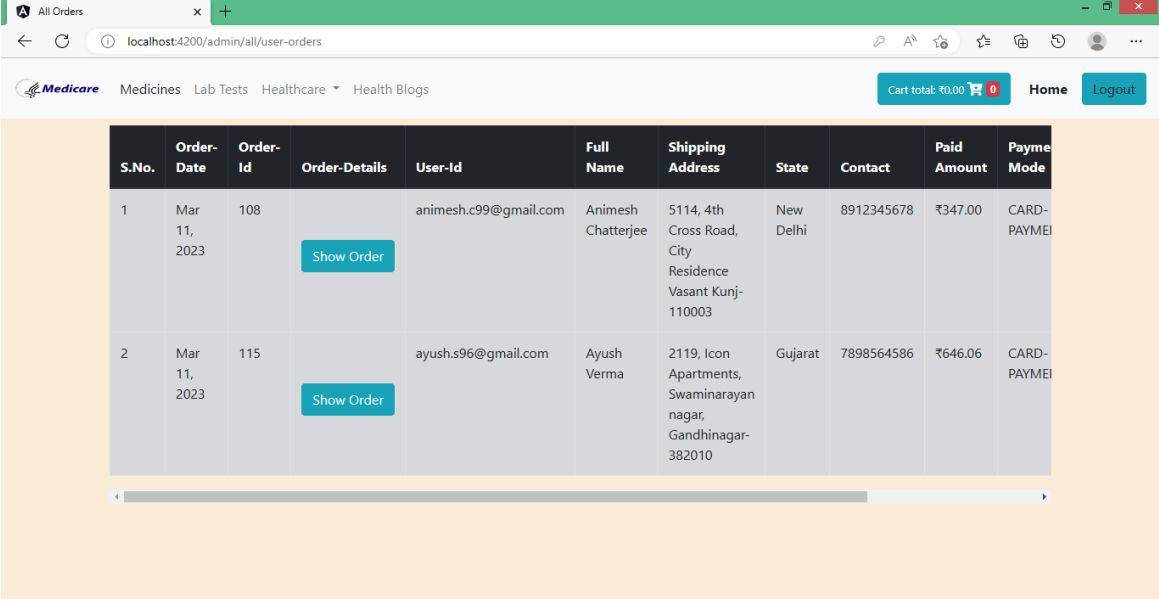 All Orders
localhost:4200/admin/all/user-orders
Medicare Medicines Lab Tests Healthcare Health Blogs Cart total: ₹0.00 0 Home Logout
S.No. Order-Date Order-Id Order-Details User-Id Full Name Shipping Address State Contact Paid Amount Payme Mode
1 Mar 11, 2023 108 Show Order animesh.c99@gmail.com Animesh Chatterjee 5114, 4th Cross Road, City Residence Vasant Kunj-110003 New Delhi 8912345678 ₹347.00 CARD-PAYME
2 Mar 11, 2023 115 Show Order ayush.s96@gmail.com Ayush Verma 2119, Icon Apartments, Swaminarayan nagar, Gandhinagar-382010 Gujarat 7898564586 ₹646.06 CARD-PAYME